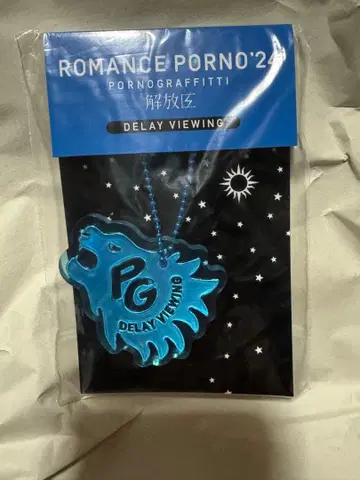 ROMANCE PORNO'24
PORNOGRAFFITTI
解放区
DELAY VIEWING
PG
DELAY VIEWING